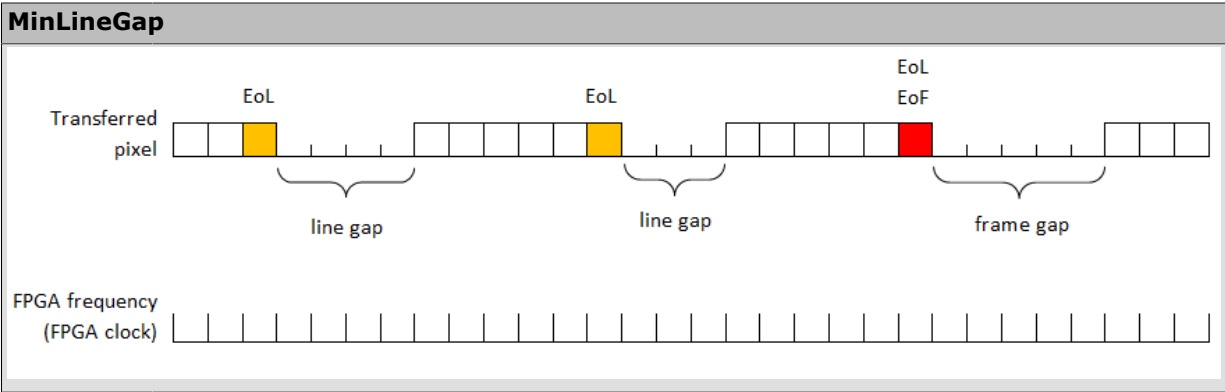 MinLineGap
EoL
EoL
EoL
EoF
Transferred
pixel
line gap
line gap
frame gap
FPGA frequency
(FPGA clock)